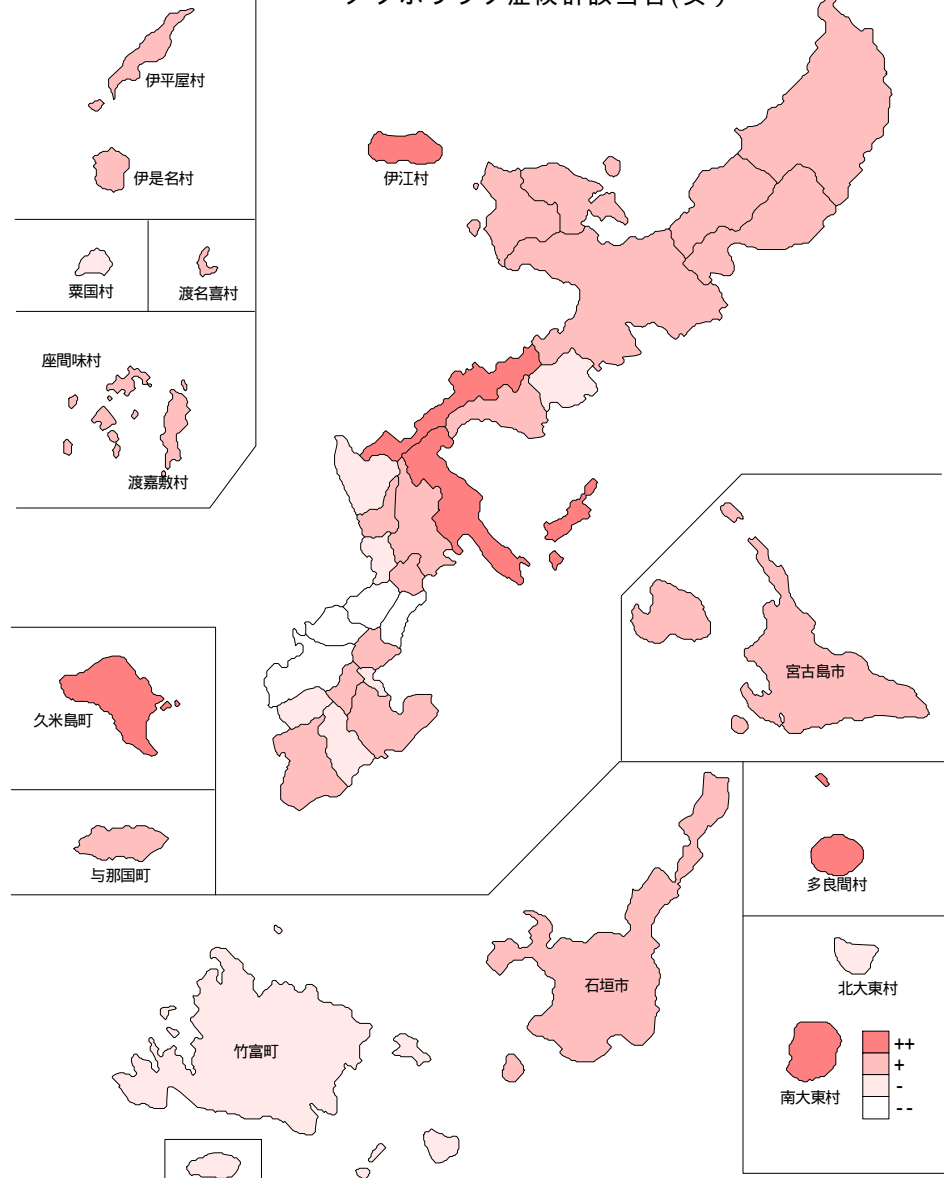 伊平屋村
伊是名村
伊江村
粟国村
渡名喜村
座間味村
渡嘉敷村
宮古島市
久米島町
与那国町
多良間村
北大東村
石垣市
竹富町
南大東村
++
+
-
--